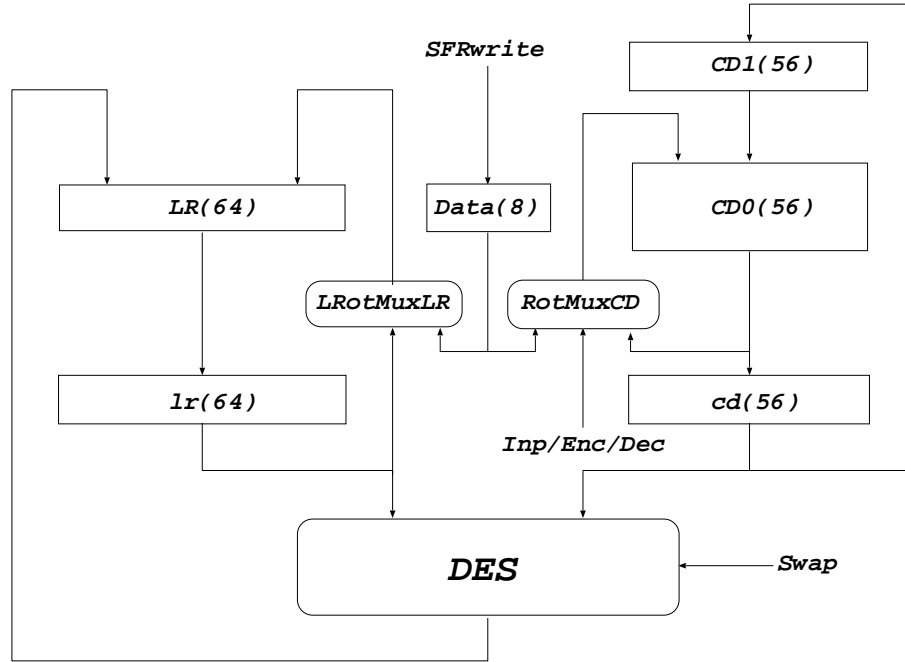 SFRwrite
CD1(56)
LR(64)
Data(8)
CD0(56)
LRotMuxLR
RotMuxCD
lr(64)
cd(56)
Inp/Enc/Dec
DES
Swap